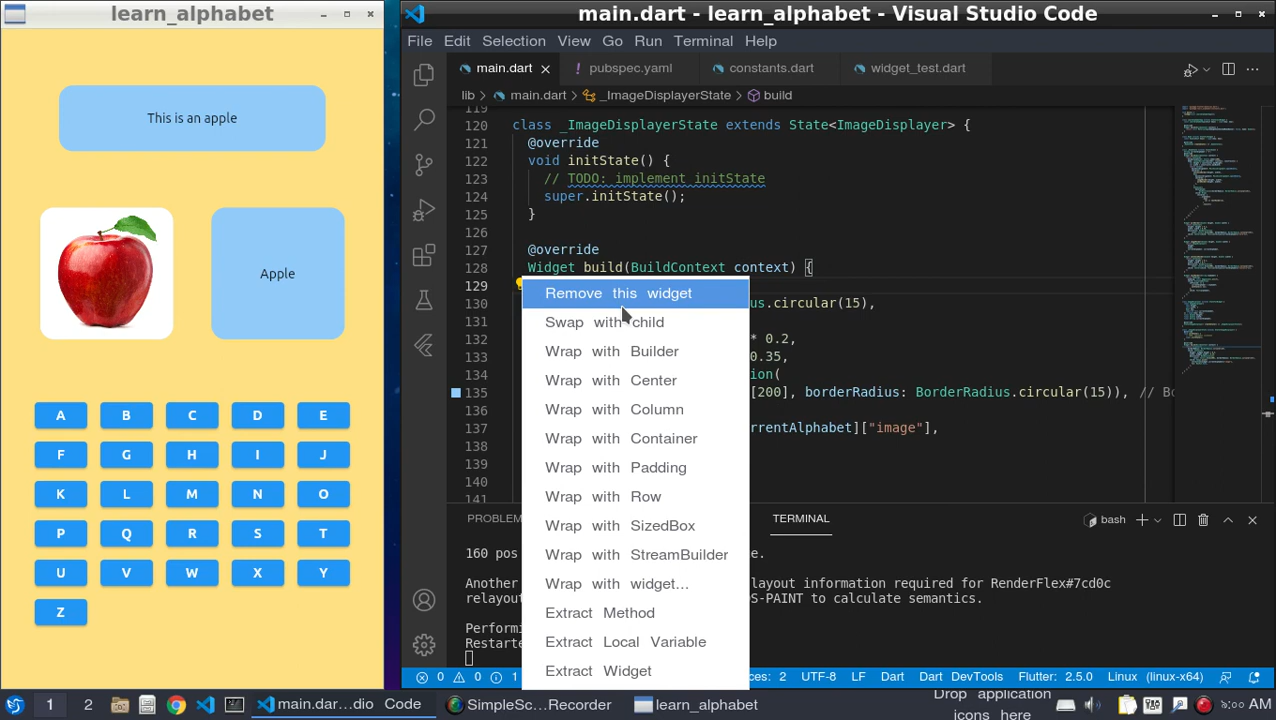 learn_alphabet
This is an apple
Apple
A B C D E
F G H I J
K L M N O
P Q R S T
U V W X Y
Z
main.dart - learn_alphabet - Visual Studio Code
File Edit Selection View Go Run Terminal Help
main.dart pubspec.yaml constants.dart widget_test.dart
lib > main.dart > _ImageDisplayerState > build
119
120 class _ImageDisplayerState extends State<ImageDisplayer> {
121 @override
122 void initState() {
123 // TODO: implement initState
124 super.initState();
125 }
126
127 @override
128 Widget build(BuildContext context) {
129
130 us.circular(15),
131
132 * 0.2,
133 0.35,
134 ion(
135 [200], borderRadius: BorderRadius.circular(15)), // Bo
136
137 rrentAlphabet]["image"],
138
139
140
141
Remove this widget
Swap with child
Wrap with Builder
Wrap with Center
Wrap with Column
Wrap with Container
Wrap with Padding
Wrap with Row
Wrap with SizedBox
Wrap with StreamBuilder
Wrap with widget...
Extract Method
Extract Local Variable
Extract Widget
PROBLEM TERMINAL bash
160 pos e.
Another layout information required for RenderFlex#7cd0c
relayout S-PAINT to calculate semantics.
Performi
Restarte
0 0 1 ces: 2 UTF-8 LF Dart Dart DevTools Flutter: 2.5.0 Linux (linux-x64)
1 2 main.dar...dio Code SimpleSc...Recorder learn_alphabet Drop application icons here :00 AM